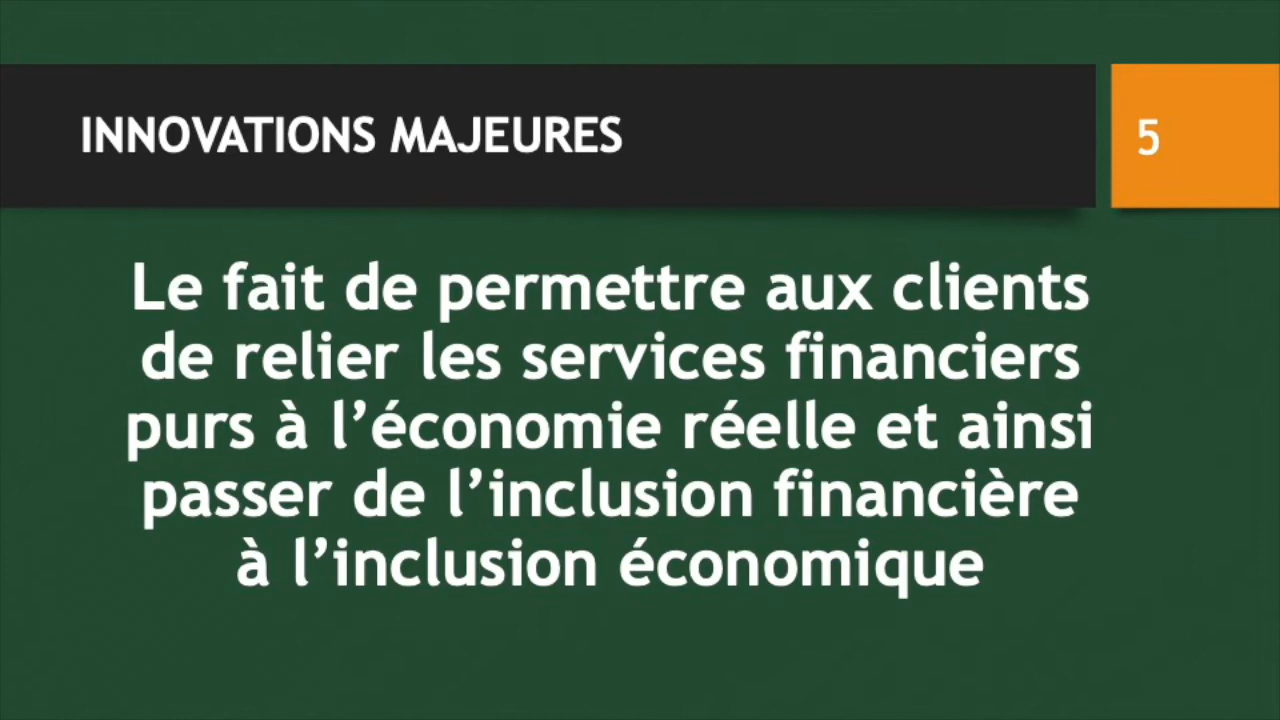 INNOVATIONS MAJEURES
5
Le fait de permettre aux clients
de relier les services financiers
purs à l’économie réelle et ainsi
passer de l’inclusion financière
à l’inclusion économique